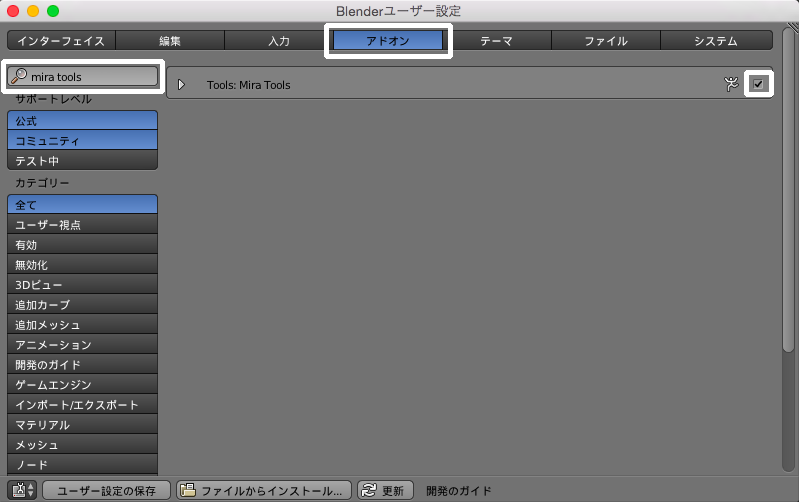 Blenderユーザー設定
インターフェイス 編集 入力 アドオン テーマ ファイル システム
mira tools
Tools: Mira Tools
サポートレベル
公式
コミュニティ
テスト中
カテゴリー
全て
ユーザー視点
有効
無効化
3Dビュー
追加カーブ
追加メッシュ
アニメーション
開発のガイド
ゲームエンジン
インポート/エクスポート
マテリアル
メッシュ
ノード
ユーザー設定の保存 ファイルからインストール... 更新 開発のガイド